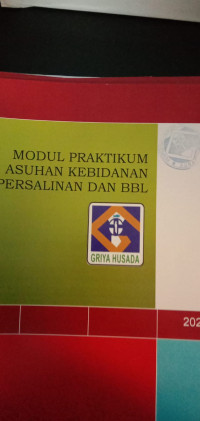 MODUL PRAKTIKUM
ASUHAN KEBIDANAN
PERSALINAN DAN BBL
GRIYA HUSADA
202